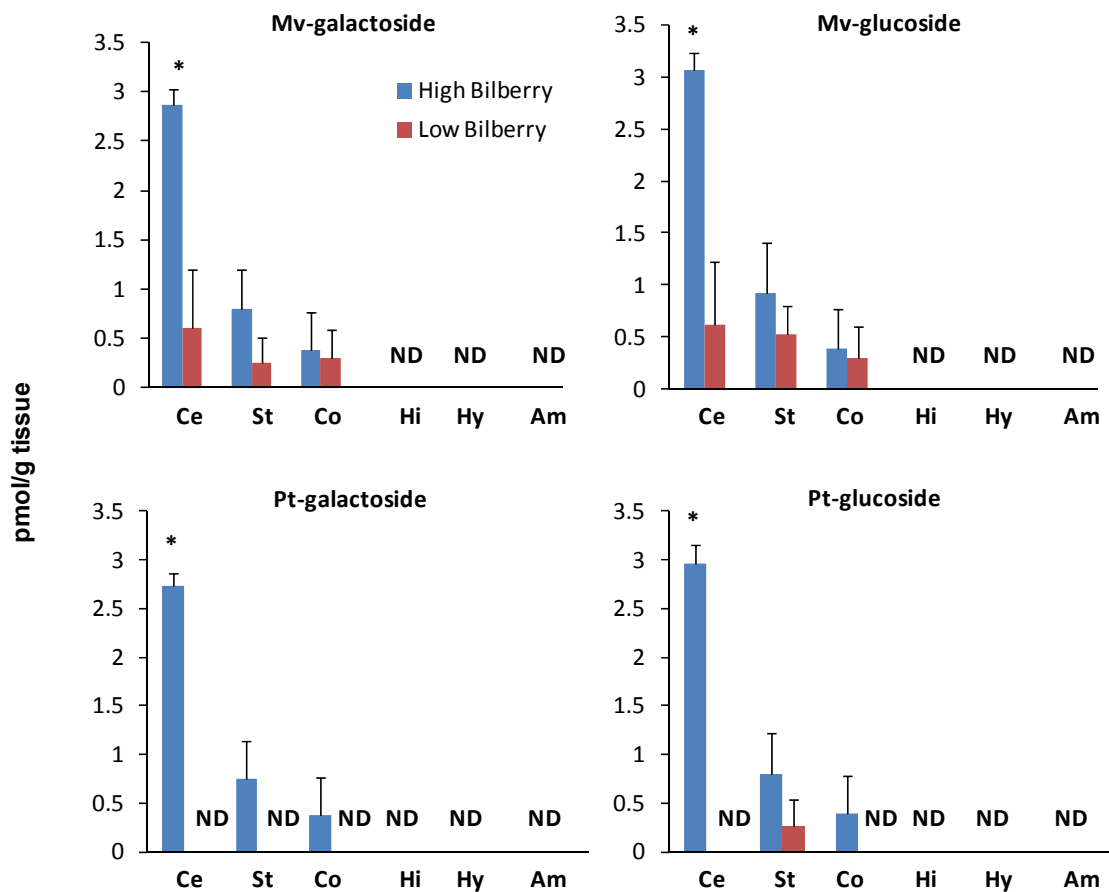 Mv-galactoside
3.5
3
2.5
2
1.5
1
0.5
0
*
High Bilberry
Low Bilberry
ND ND ND
Ce St Co Hi Hy Am
Mv-glucoside
3.5
3
2.5
2
1.5
1
0.5
0
*
ND ND ND
Ce St Co Hi Hy Am
pmol/g tissue
Pt-galactoside
3.5
3
2.5
2
1.5
1
0.5
0
*
ND ND ND ND ND ND
Ce St Co Hi Hy Am
Pt-glucoside
3.5
3
2.5
2
1.5
1
0.5
0
*
ND ND ND ND ND
Ce St Co Hi Hy Am